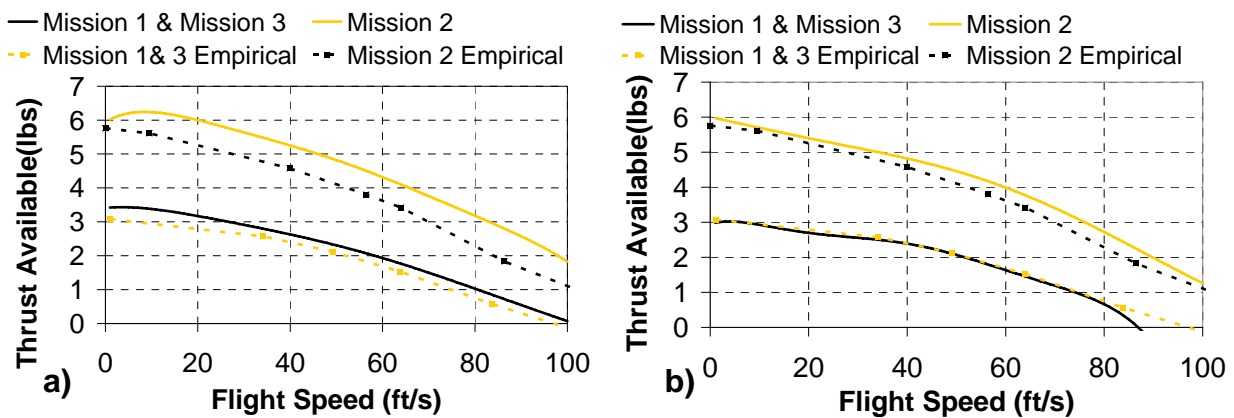 Mission 1 & Mission 3
Mission 2
Mission 1& 3 Empirical
Mission 2 Empirical
Thrust Available(lbs)
7
6
5
4
3
2
1
0
0 20 40 60 80 100
a)
Flight Speed (ft/s)
Mission 1 & Mission 3
Mission 2
Mission 1& 3 Empirical
Mission 2 Empirical
Thrust Available(lbs)
7
6
5
4
3
2
1
0
0 20 40 60 80 100
b)
Flight Speed (ft/s)